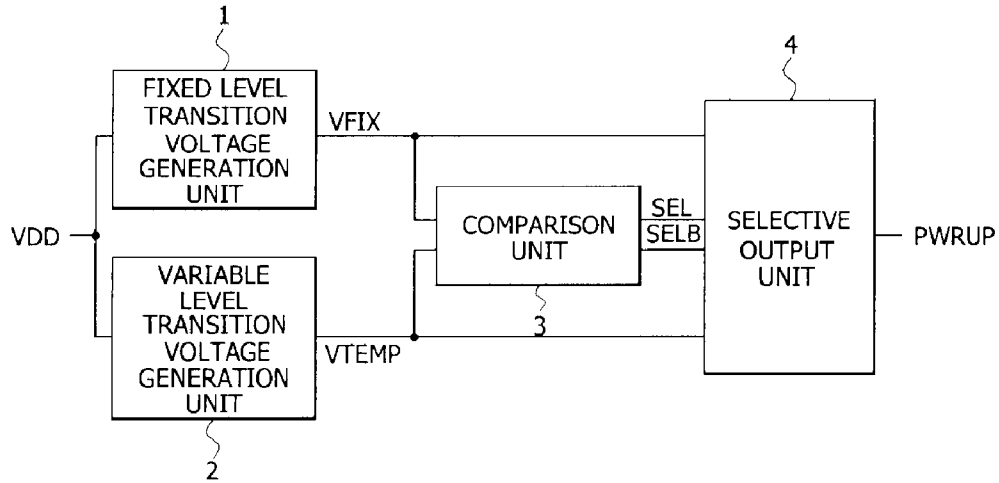 1
FIXED LEVEL
TRANSITION
VOLTAGE
GENERATION
UNIT
VFIX
4
COMPARISON
UNIT
SEL
SELB
SELECTIVE
OUTPUT
UNIT
VDD
PWRUP
VARIABLE
LEVEL
TRANSITION
VOLTAGE
GENERATION
UNIT
3
VTEMP
2